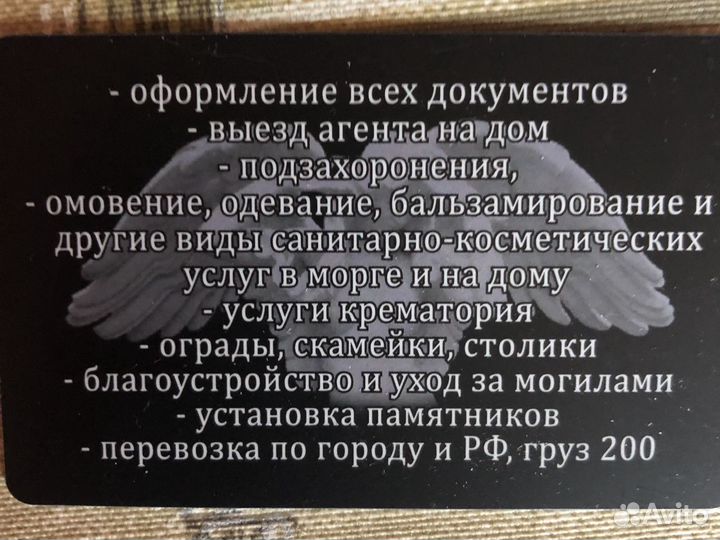 - оформление всех документов
- выезд агента на дом
- подзахоронения,
- омовение, одевание, бальзамирование и
другие виды санитарно-косметических
услуг в морге и на дому
- услуги крематория
- ограды, скамейки, столики
- благоустройство и уход за могилами
- установка памятников
- перевозка по городу и РФ, груз 200
Avito